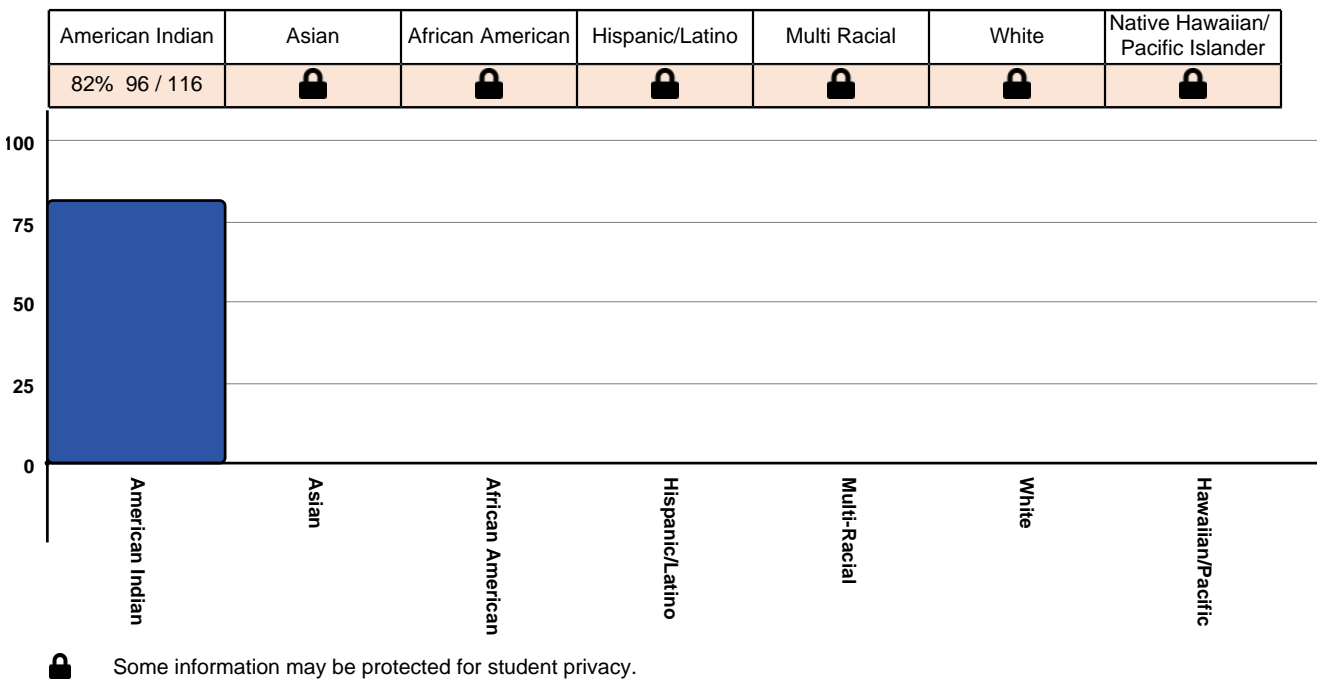 American Indian
Asian
African American
Hispanic/Latino
Multi Racial
White
Native Hawaiian/
Pacific Islander
82% 96 / 116
100
75
50
25
0
American Indian
Asian
African American
Hispanic/Latino
Multi-Racial
White
Hawaiian/Pacific
Some information may be protected for student privacy.